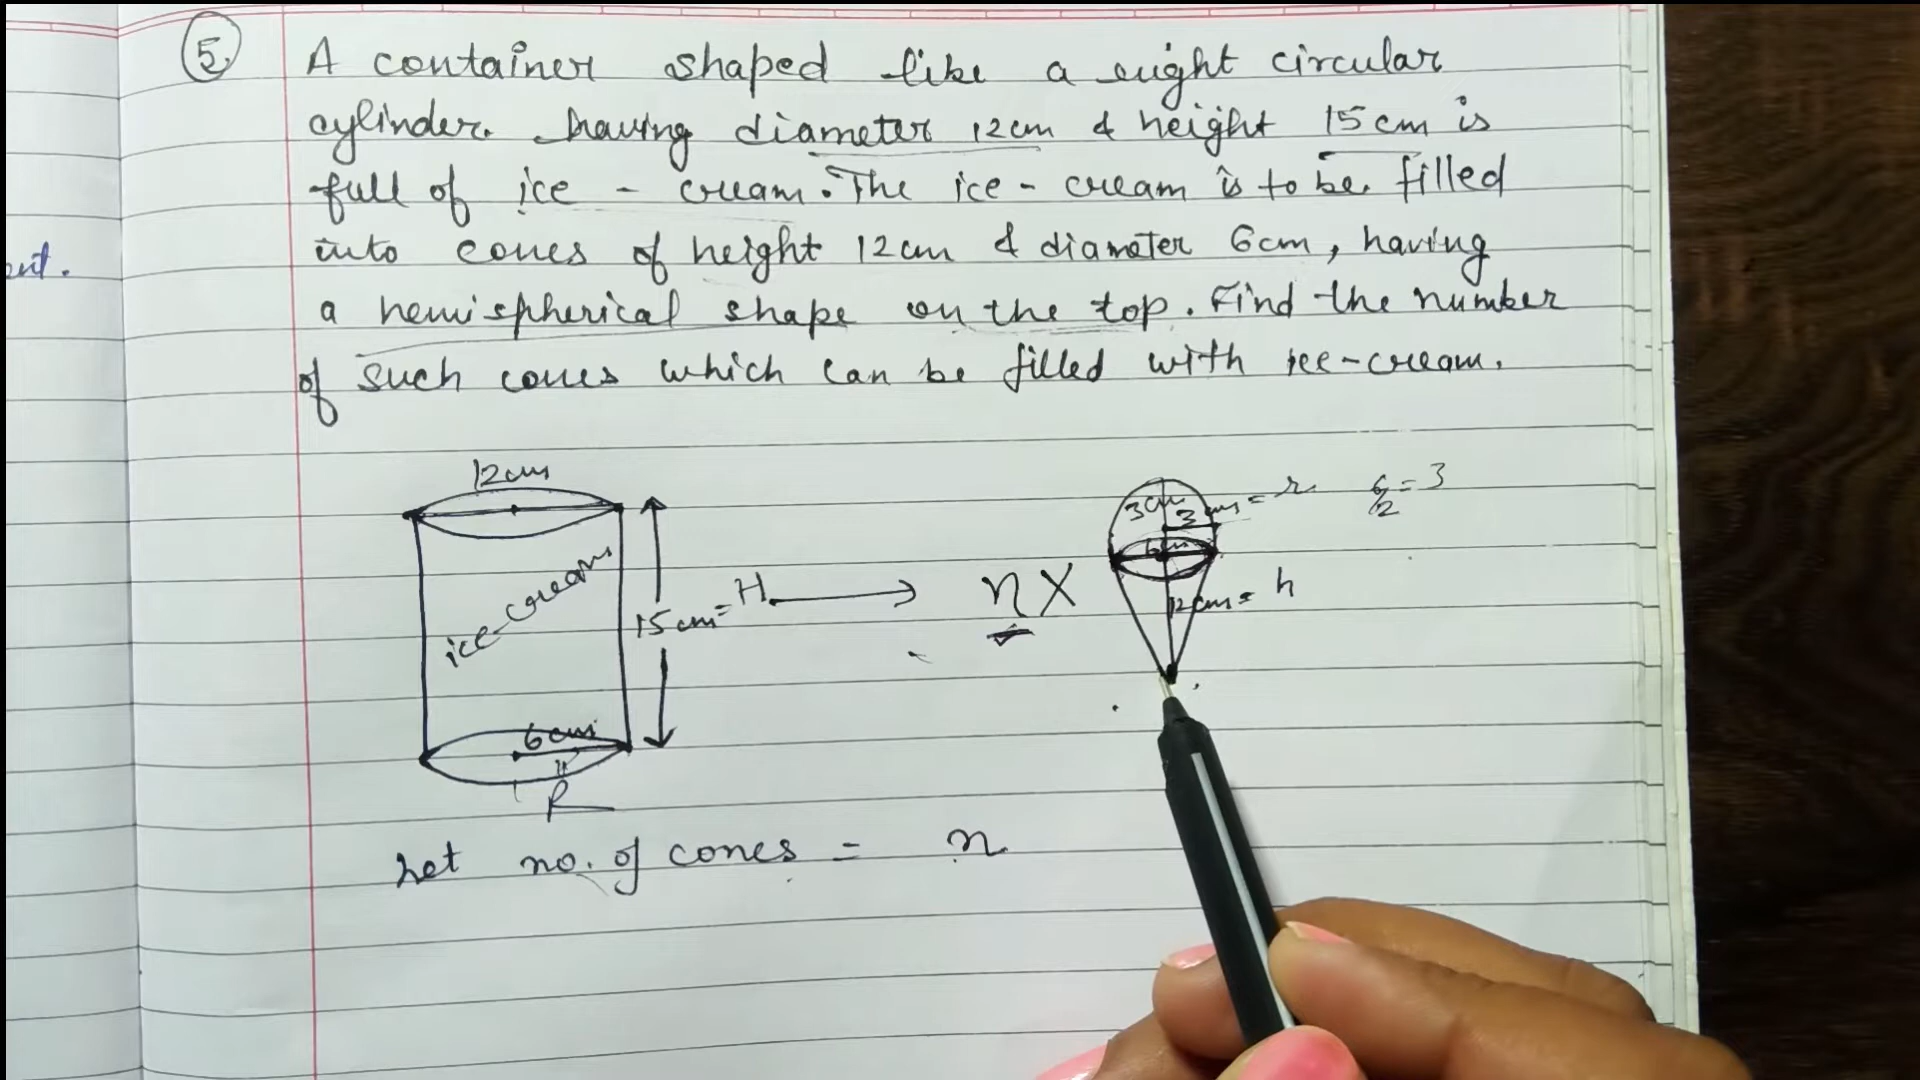 5.
A container shaped like a right circular
cylinder having diameter 12cm & height 15cm is
full of ice - cream. The ice - cream is to be filled
into cones of height 12cm & diameter 6cm, having
a hemispherical shape on the top. Find the number
of such cones which can be filled with ice-cream.
12cm
ice-cream
15cm = H
6cm
R
n X
3cm
3cm = r
6/2 = 3
6cm
12cm = h
Let no. of cones = n